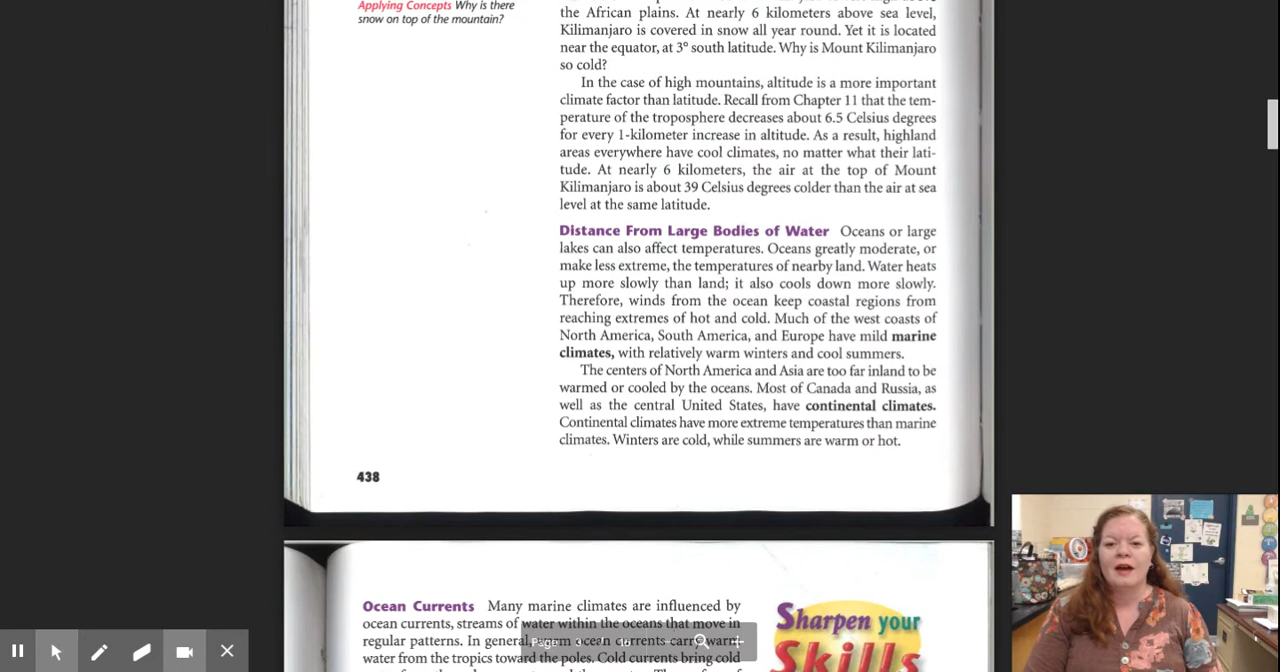 Applying Concepts Why is there
snow on top of the mountain?
the African plains. At nearly 6 kilometers above sea level,
Kilimanjaro is covered in snow all year round. Yet it is located
near the equator, at 3° south latitude. Why is Mount Kilimanjaro
so cold?
In the case of high mountains, altitude is a more important
climate factor than latitude. Recall from Chapter 11 that the tem-
perature of the troposphere decreases about 6.5 Celsius degrees
for every 1-kilometer increase in altitude. As a result, highland
areas everywhere have cool climates, no matter what their lati-
tude. At nearly 6 kilometers, the air at the top of Mount
Kilimanjaro is about 39 Celsius degrees colder than the air at sea
level at the same latitude.
Distance From Large Bodies of Water Oceans or large
lakes can also affect temperatures. Oceans greatly moderate, or
make less extreme, the temperatures of nearby land. Water heats
up more slowly than land; it also cools down more slowly.
Therefore, winds from the ocean keep coastal regions from
reaching extremes of hot and cold. Much of the west coasts of
North America, South America, and Europe have mild marine
climates, with relatively warm winters and cool summers.
The centers of North America and Asia are too far inland to be
warmed or cooled by the oceans. Most of Canada and Russia, as
well as the central United States, have continental climates.
Continental climates have more extreme temperatures than marine
climates. Winters are cold, while summers are warm or hot.
438
Ocean Currents Many marine climates are influenced by
ocean currents, streams of water within the oceans that move in
regular patterns. In general, warm ocean currents carry warm
water from the tropics toward the poles. Cold currents bring cold
Sharpen your
Skills
Page